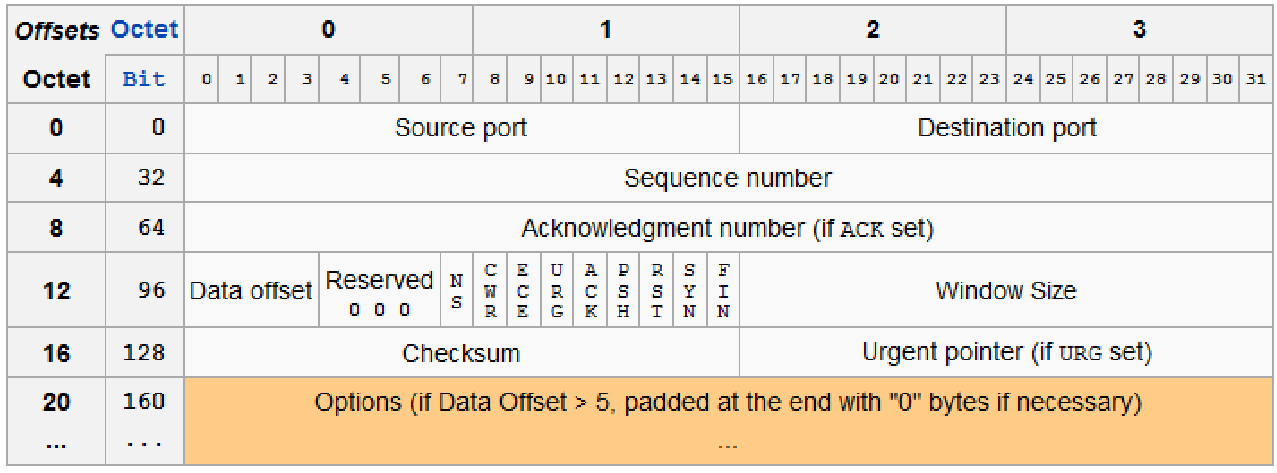 Offsets Octet 0 1 2 3
Octet Bit 0 1 2 3 4 5 6 7 8 9 10 11 12 13 14 15 16 17 18 19 20 21 22 23 24 25 26 27 28 29 30 31
0 0 Source port Destination port
4 32 Sequence number
8 64 Acknowledgment number (if ACK set)
12 96 Data offset Reserved 0 0 0 NS CWR ECE URG ACK PSH RST SYN FIN Window Size
16 128 Checksum Urgent pointer (if URG set)
20 160 Options (if Data Offset > 5, padded at the end with "0" bytes if necessary)
... ... ...